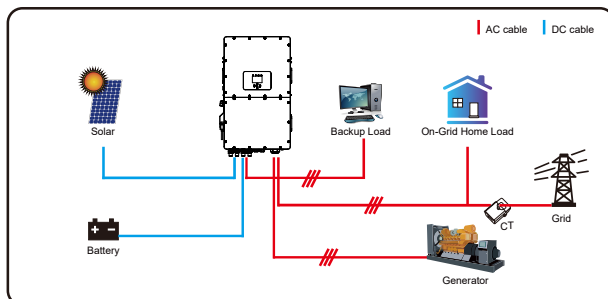 AC cable
DC cable
Solar
Backup Load
On-Grid Home Load
CT
Grid
Battery
Generator